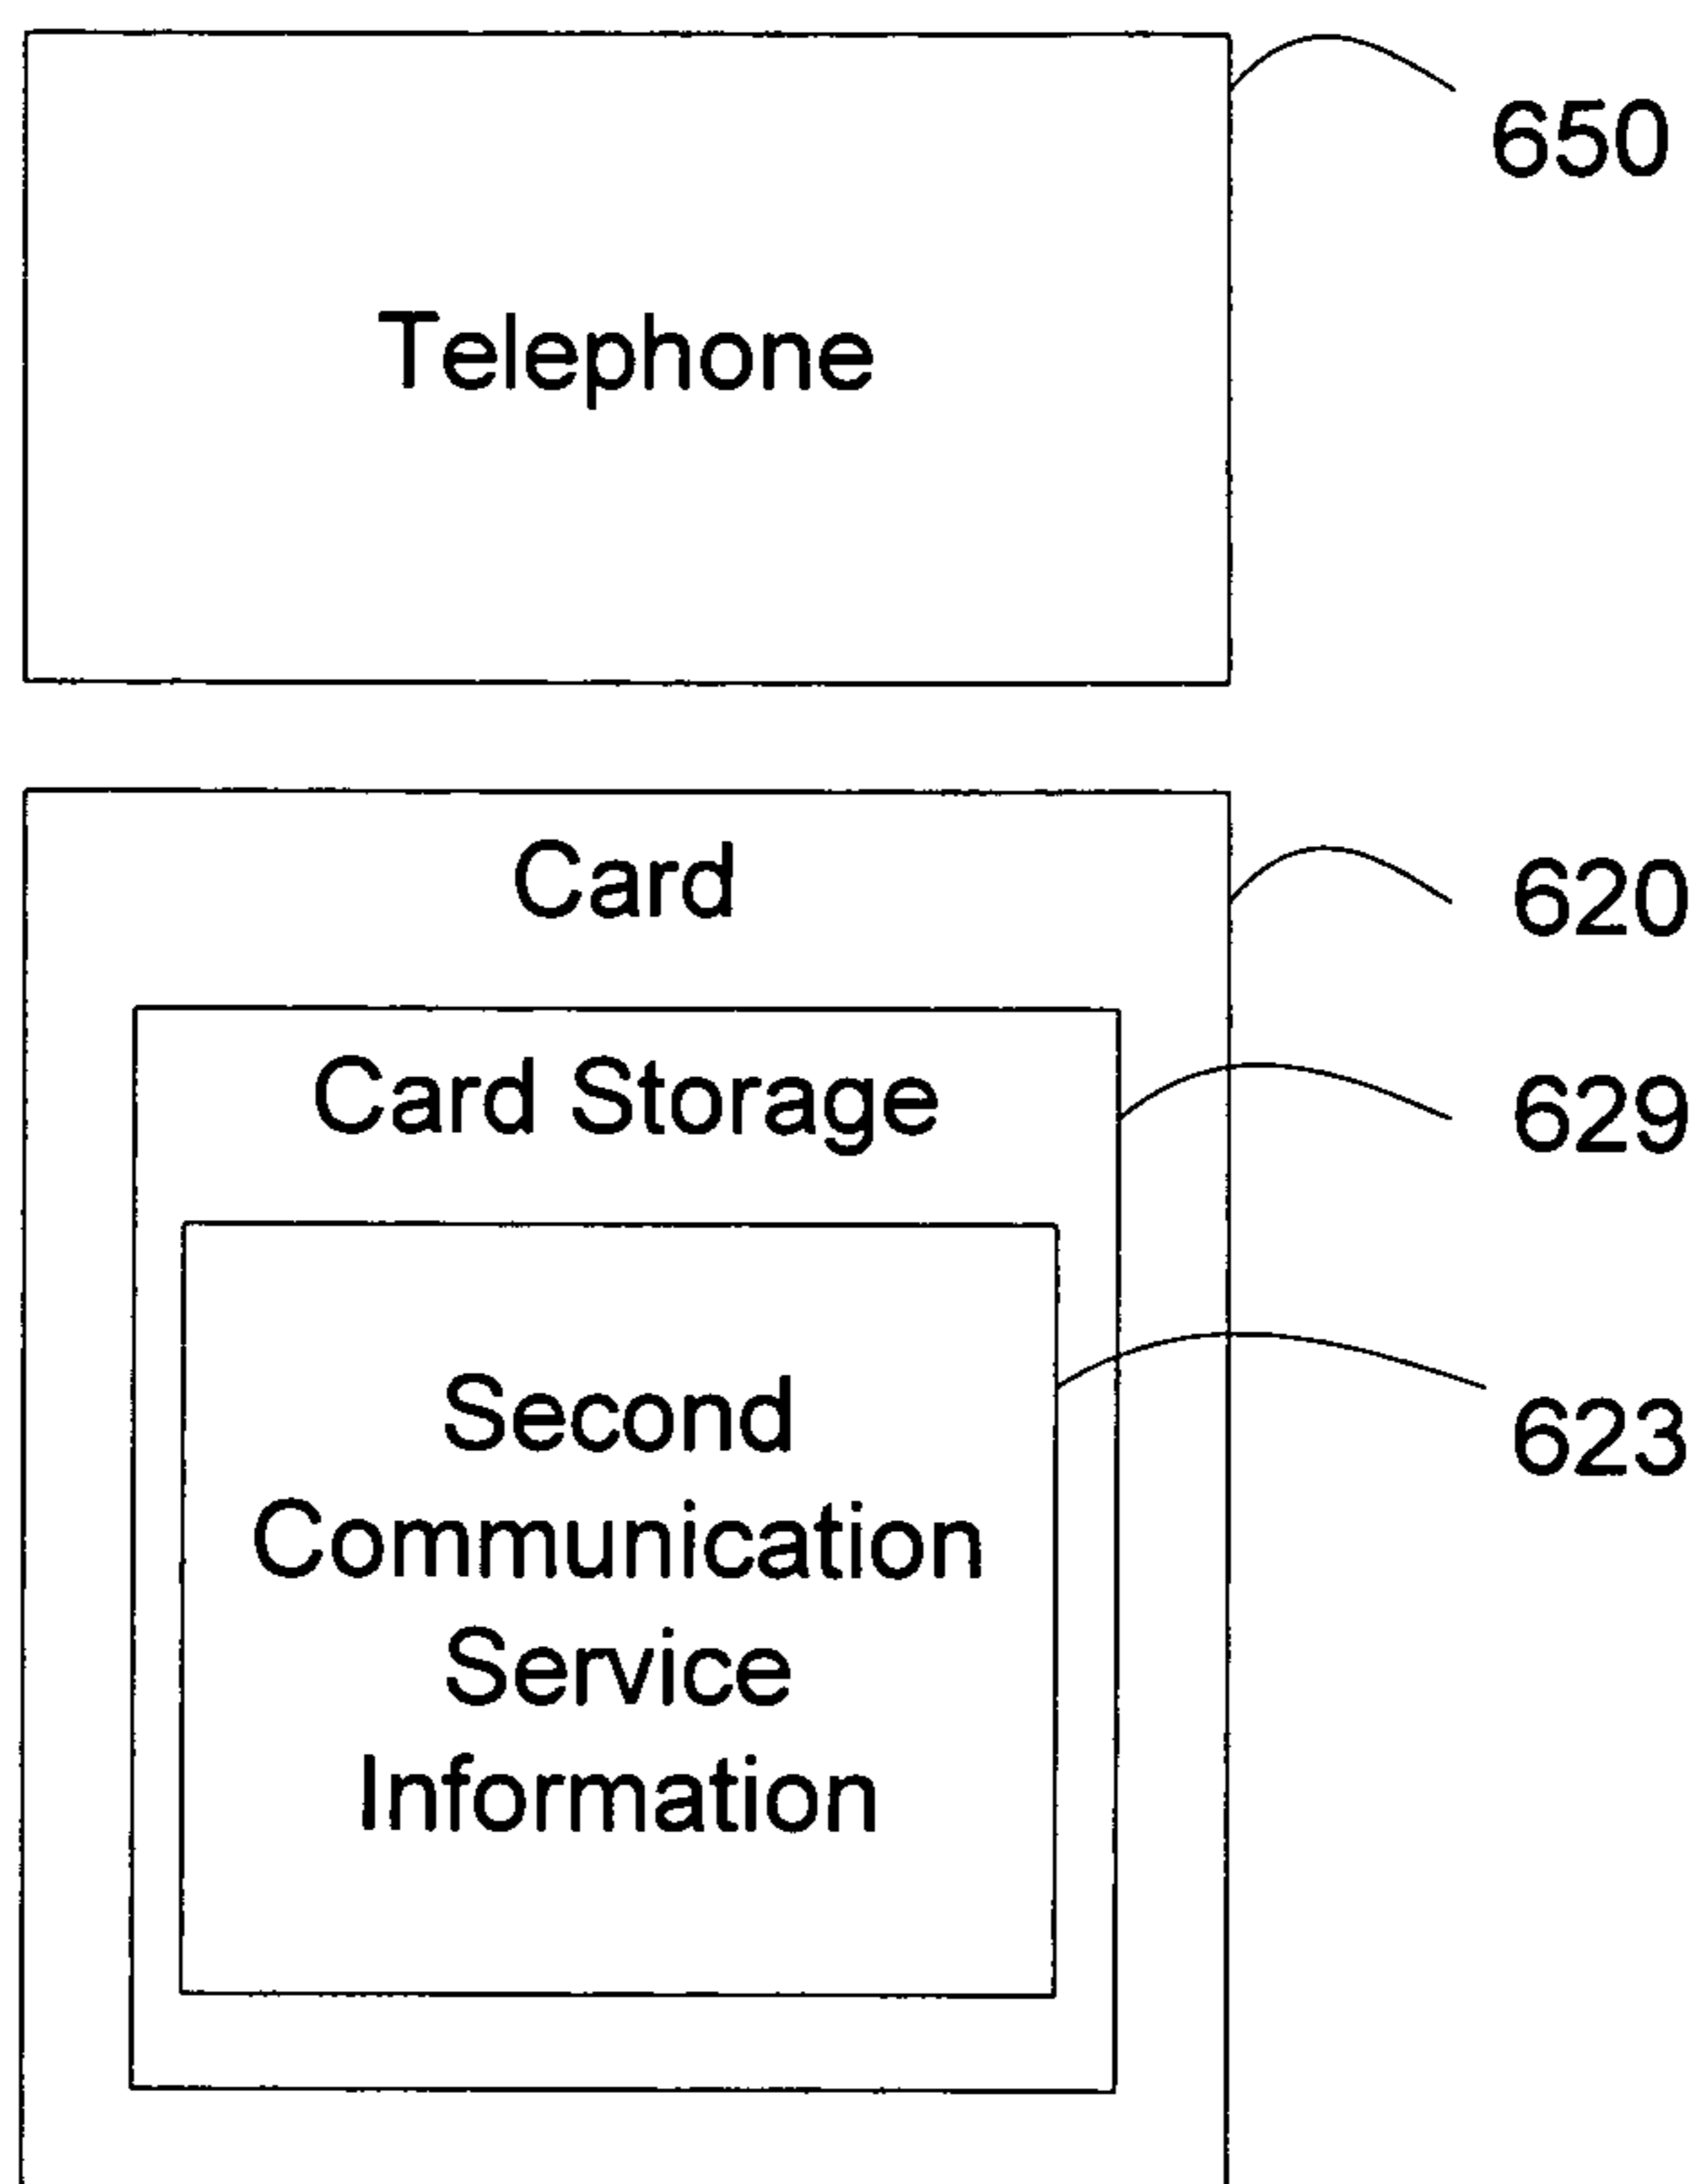 650
Telephone
Card
620
Card Storage
629
Second
623
Communication
Service
Information